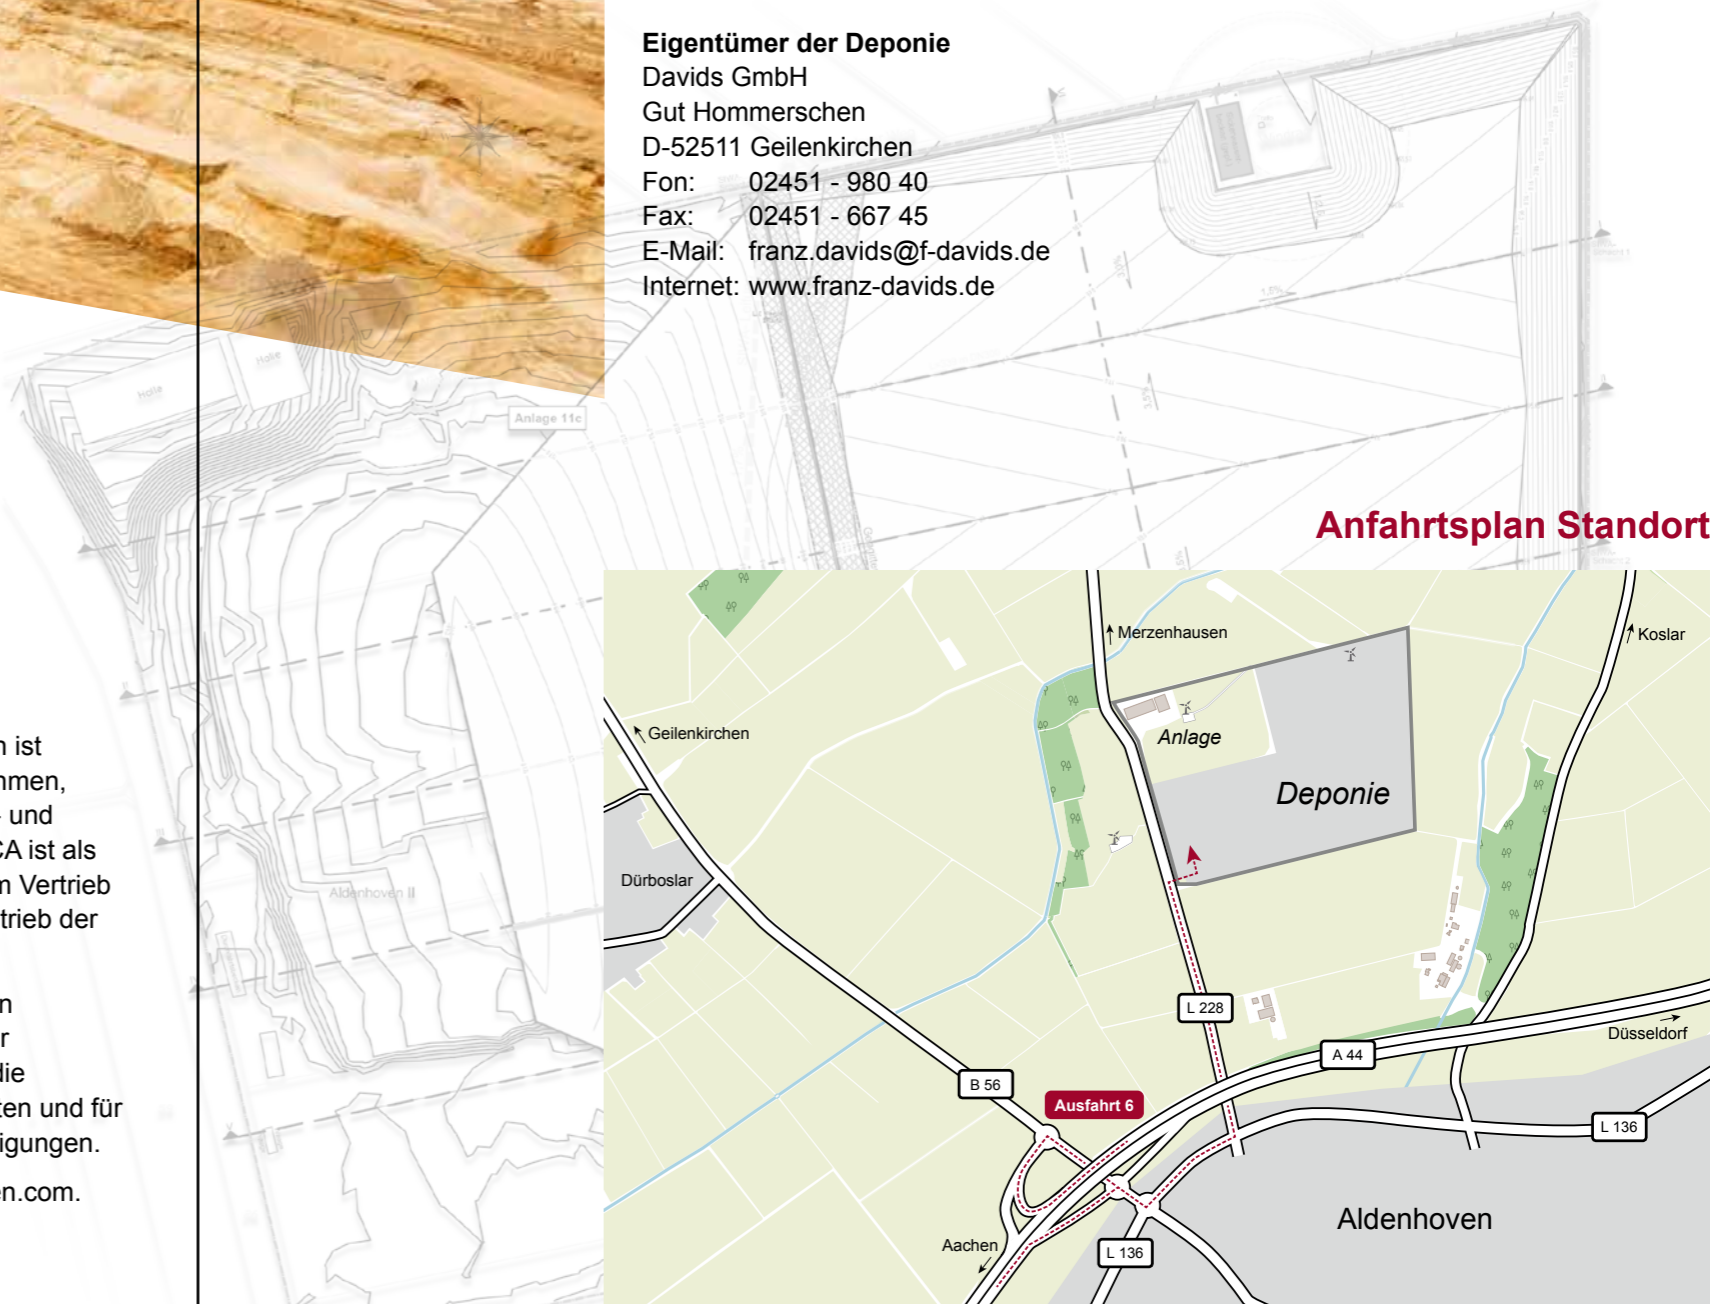 Eigentümer der Deponie
Davids GmbH
Gut Hommerschen
D-52511 Geilenkirchen
Fon: 02451 - 980 40
Fax: 02451 - 667 45
E-Mail: franz.davids@f-davids.de
Internet: www.franz-davids.de
Halle
Halle
Anlage 11c
Aldenhoven II
1,5%
n ist
hmen,
- und
CA ist als
m Vertrieb
trieb der
n
r
die
ten und für
igungen.
en.com.
Anfahrtsplan Standort
Merzenhausen
Koslar
Geilenkirchen
Anlage
Deponie
Dürboslar
L 228
Düsseldorf
A 44
B 56
Ausfahrt 6
L 136
Aldenhoven
Aachen
L 136